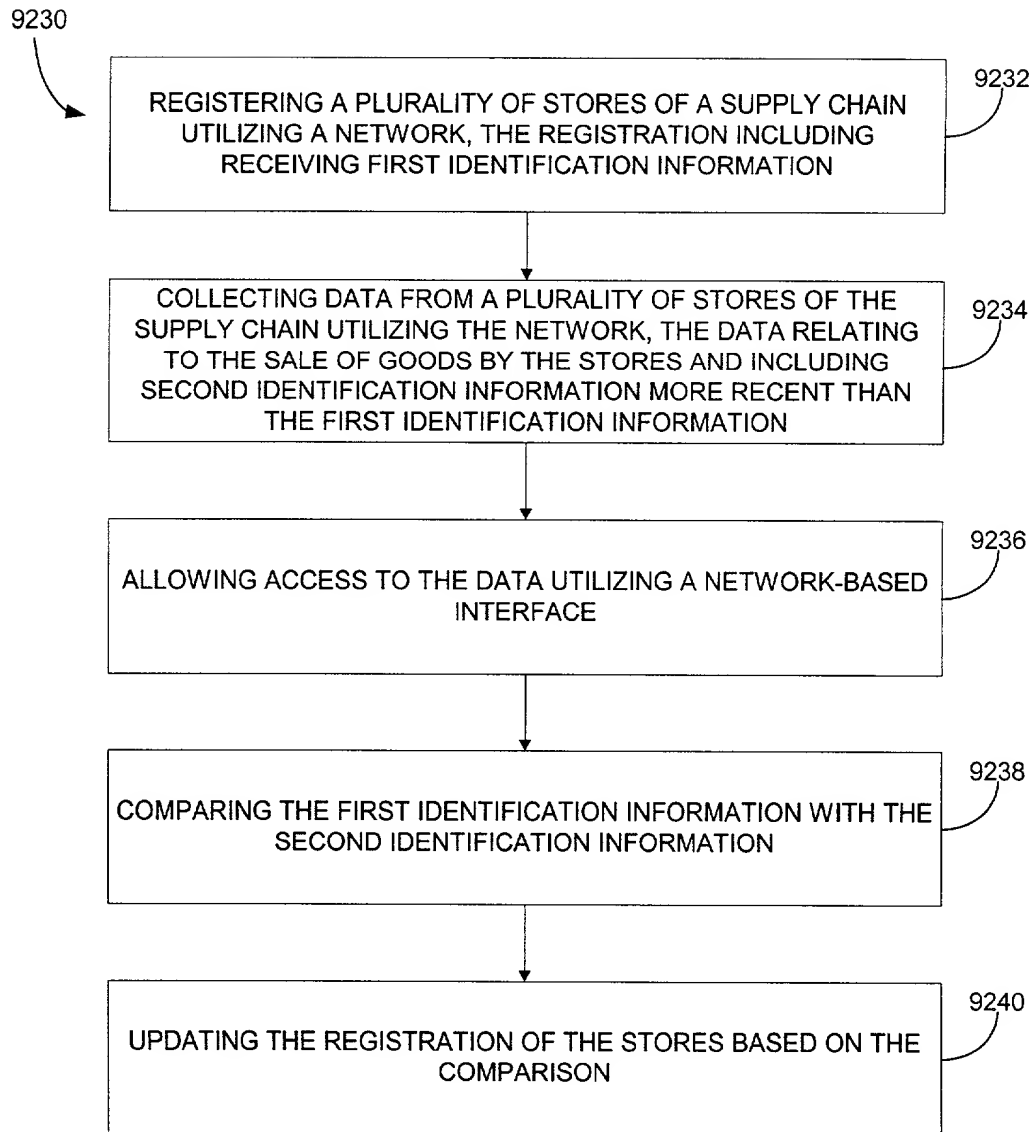 9230
9232
REGISTERING A PLURALITY OF STORES OF A SUPPLY CHAIN
UTILIZING A NETWORK, THE REGISTRATION INCLUDING
RECEIVING FIRST IDENTIFICATION INFORMATION
9234
COLLECTING DATA FROM A PLURALITY OF STORES OF THE
SUPPLY CHAIN UTILIZING THE NETWORK, THE DATA RELATING
TO THE SALE OF GOODS BY THE STORES AND INCLUDING
SECOND IDENTIFICATION INFORMATION MORE RECENT THAN
THE FIRST IDENTIFICATION INFORMATION
9236
ALLOWING ACCESS TO THE DATA UTILIZING A NETWORK-BASED
INTERFACE
9238
COMPARING THE FIRST IDENTIFICATION INFORMATION WITH THE
SECOND IDENTIFICATION INFORMATION
9240
UPDATING THE REGISTRATION OF THE STORES BASED ON THE
COMPARISON